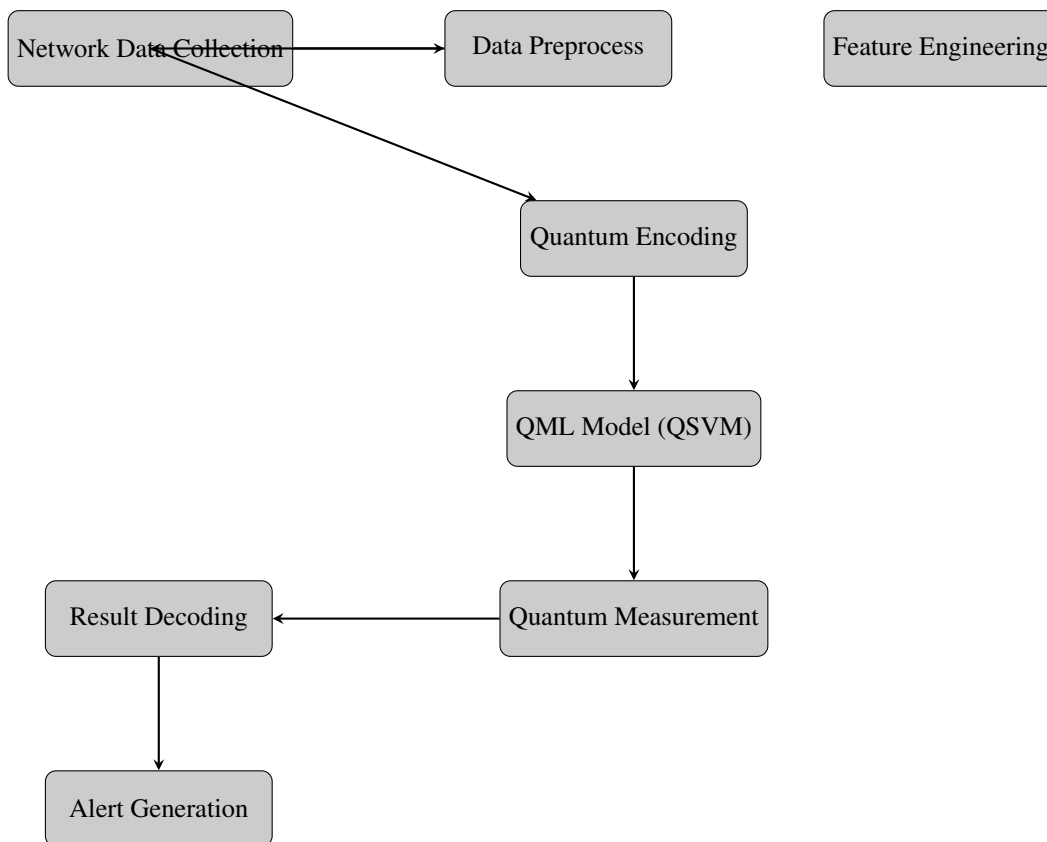 Network Data Collection
Data Preprocess
Feature Engineering
Quantum Encoding
QML Model (QSVM)
Quantum Measurement
Result Decoding
Alert Generation